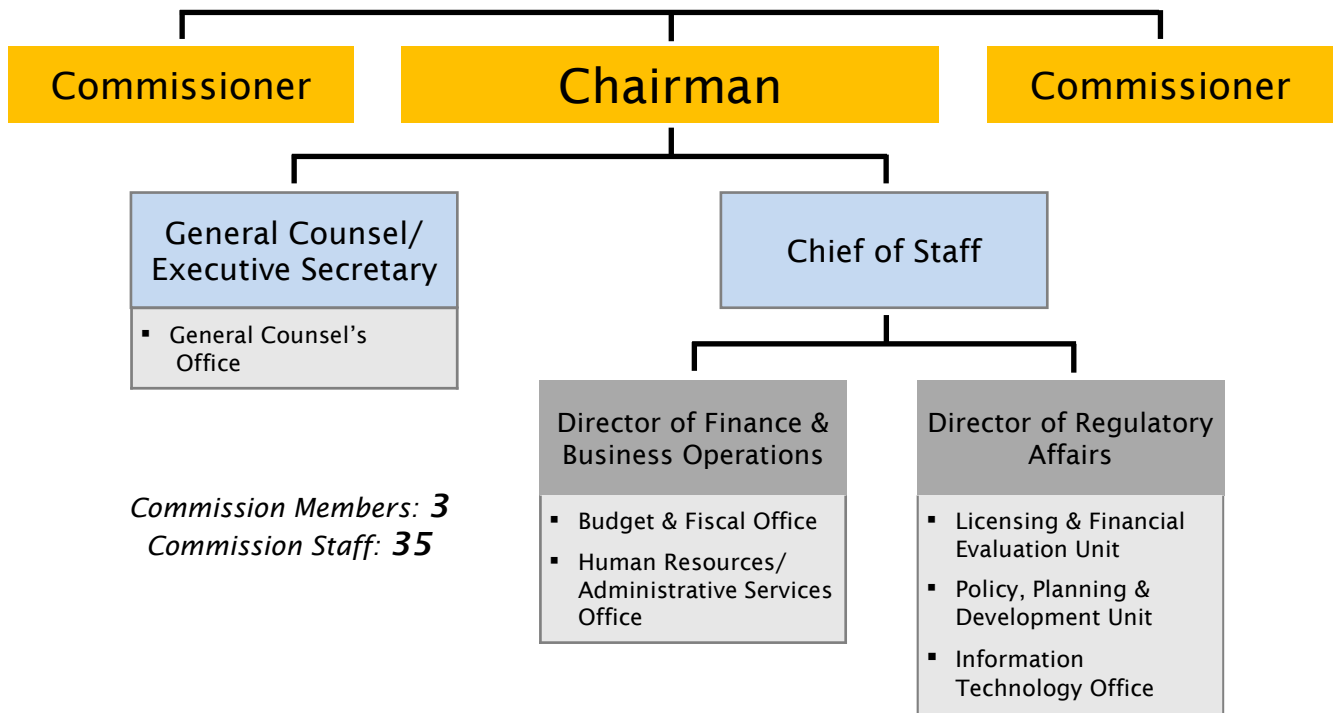 Commissioner
Chairman
Commissioner
General Counsel/
Executive Secretary
▪ General Counsel’s
Office
Chief of Staff
Director of Finance &
Business Operations
▪ Budget & Fiscal Office
▪ Human Resources/
Administrative Services
Office
Director of Regulatory
Affairs
▪ Licensing & Financial
Evaluation Unit
▪ Policy, Planning &
Development Unit
▪ Information
Technology Office
Commission Members: 3
Commission Staff: 35